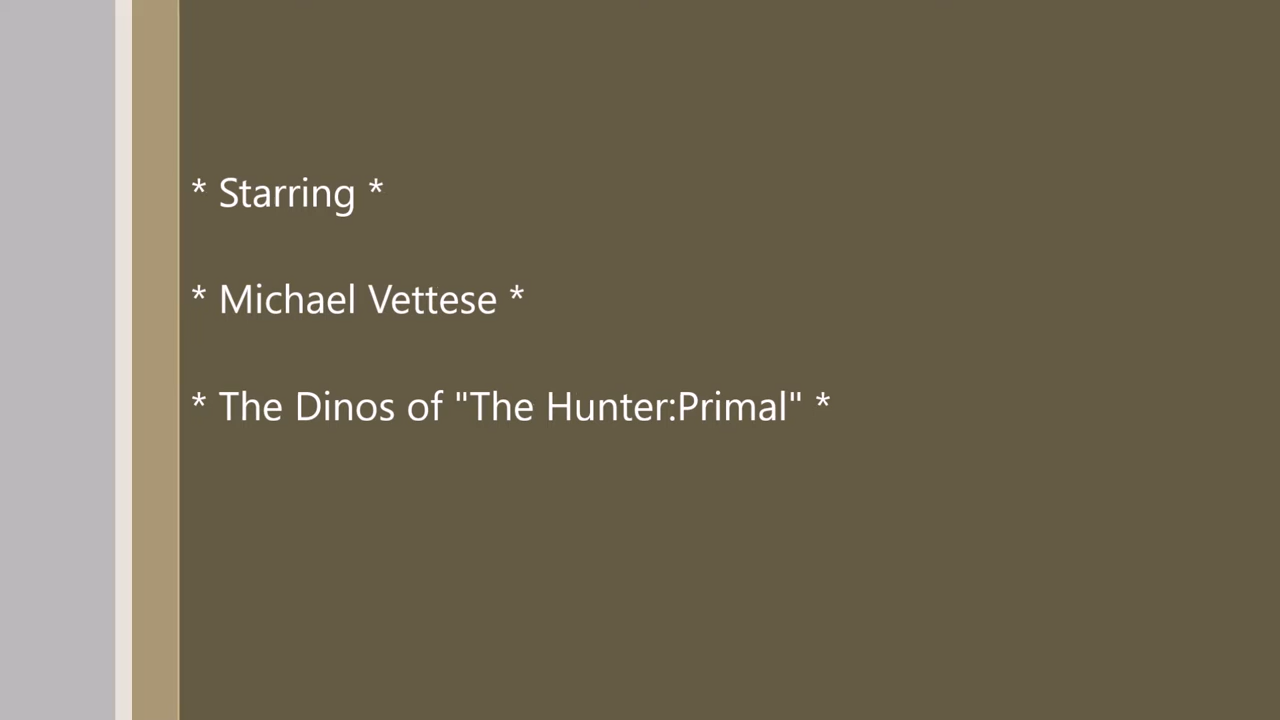 * Starring *
* Michael Vettese *
* The Dinos of "The Hunter:Primal" *